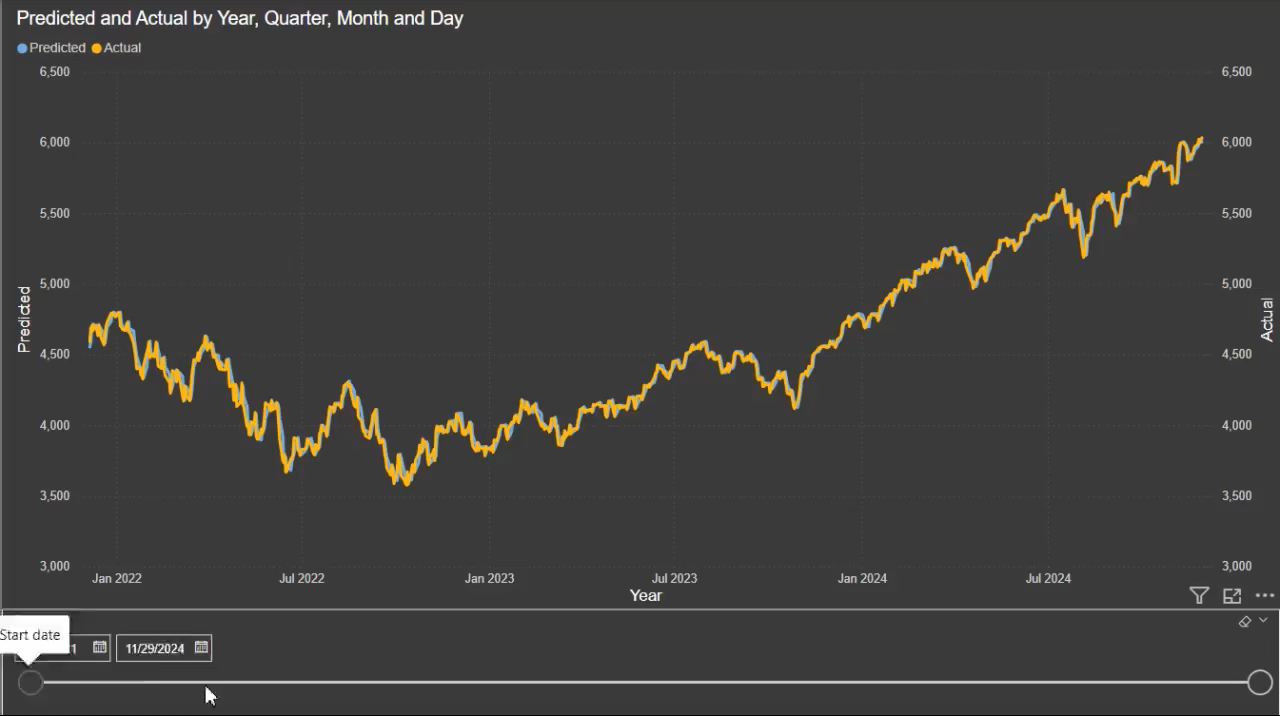 Predicted and Actual by Year, Quarter, Month and Day
Predicted Actual
6,500 6,500
6,000 6,000
5,500 5,500
5,000 5,000
4,500 4,500
4,000 4,000
3,500 3,500
3,000 3,000
Predicted
Actual
Jan 2022 Jul 2022 Jan 2023 Jul 2023 Jan 2024 Jul 2024
Year
Start date
1 11/29/2024